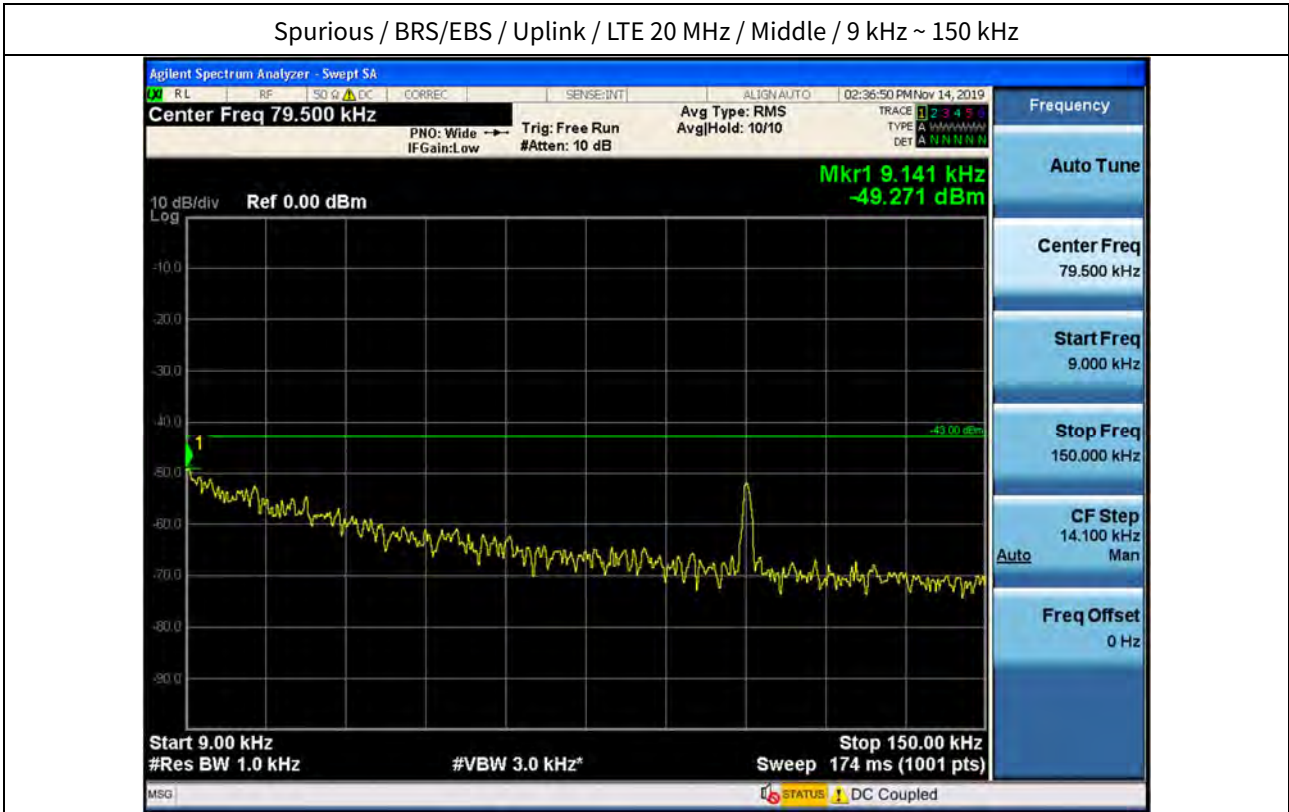 Spurious / BRS/EBS / Uplink / LTE 20 MHz / Middle / 9 kHz ~ 150 kHz
Agilent Spectrum Analyzer - Swept SA
LXI RL RF 50 Ω DC CORREC SENSE:INT ALIGN AUTO 02:36:50 PM Nov 14, 2019
Center Freq 79.500 kHz
PNO: Wide
IFGain:Low
Trig: Free Run
#Atten: 10 dB
Avg Type: RMS
Avg|Hold: 10/10
TRACE 1 2 3 4 5 6
TYPE A WWWWW
DET A N N N N N
Mkr1 9.141 kHz
-49.271 dBm
10 dB/div
Log
Ref 0.00 dBm
-10.0
-20.0
-30.0
-40.0
-50.0
-60.0
-70.0
-80.0
-90.0
1
-43.00 dBm
Start 9.00 kHz
#Res BW 1.0 kHz
#VBW 3.0 kHz*
Stop 150.00 kHz
Sweep 174 ms (1001 pts)
MSG
STATUS
DC Coupled
Frequency
Auto Tune
Center Freq
79.500 kHz
Start Freq
9.000 kHz
Stop Freq
150.000 kHz
CF Step
14.100 kHz
Auto Man
Freq Offset
0 Hz